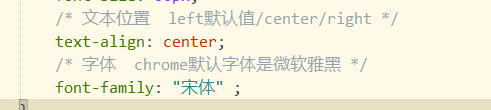 /* 文本位置  left默认值/center/right */
text-align: center;
/* 字体  chrome默认字体是微软雅黑 */
font-family: "宋体" ;
}